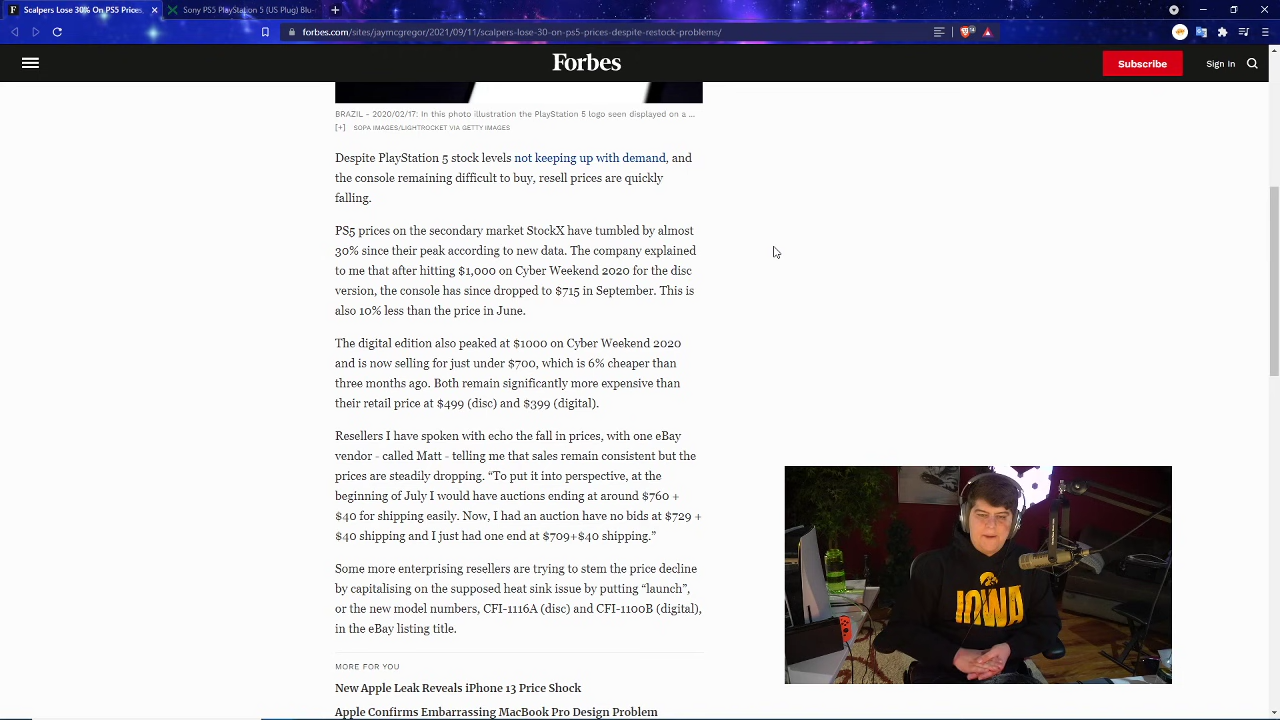 Scalpers Lose 30% On PS5 Prices,
Sony PS5 PlayStation 5 (US Plug) Blu-
forbes.com/sites/jaymcgregor/2021/09/11/scalpers-lose-30-on-ps5-prices-despite-restock-problems/
Forbes
Subscribe
Sign In
BRAZIL - 2020/02/17: In this photo illustration the PlayStation 5 logo seen displayed on a ...
[+] SOPA IMAGES/LIGHTROCKET VIA GETTY IMAGES
Despite PlayStation 5 stock levels not keeping up with demand, and
the console remaining difficult to buy, resell prices are quickly
falling.
PS5 prices on the secondary market StockX have tumbled by almost
30% since their peak according to new data. The company explained
to me that after hitting $1,000 on Cyber Weekend 2020 for the disc
version, the console has since dropped to $715 in September. This is
also 10% less than the price in June.
The digital edition also peaked at $1000 on Cyber Weekend 2020
and is now selling for just under $700, which is 6% cheaper than
three months ago. Both remain significantly more expensive than
their retail price at $499 (disc) and $399 (digital).
Resellers I have spoken with echo the fall in prices, with one eBay
vendor - called Matt - telling me that sales remain consistent but the
prices are steadily dropping. “To put it into perspective, at the
beginning of July I would have auctions ending at around $760 +
$40 for shipping easily. Now, I had an auction have no bids at $729 +
$40 shipping and I just had one end at $709+$40 shipping.”
Some more enterprising resellers are trying to stem the price decline
by capitalising on the supposed heat sink issue by putting “launch”,
or the new model numbers, CFI-1116A (disc) and CFI-1100B (digital),
in the eBay listing title.
IOWA
MORE FOR YOU
New Apple Leak Reveals iPhone 13 Price Shock
Apple Confirms Embarrassing MacBook Pro Design Problem